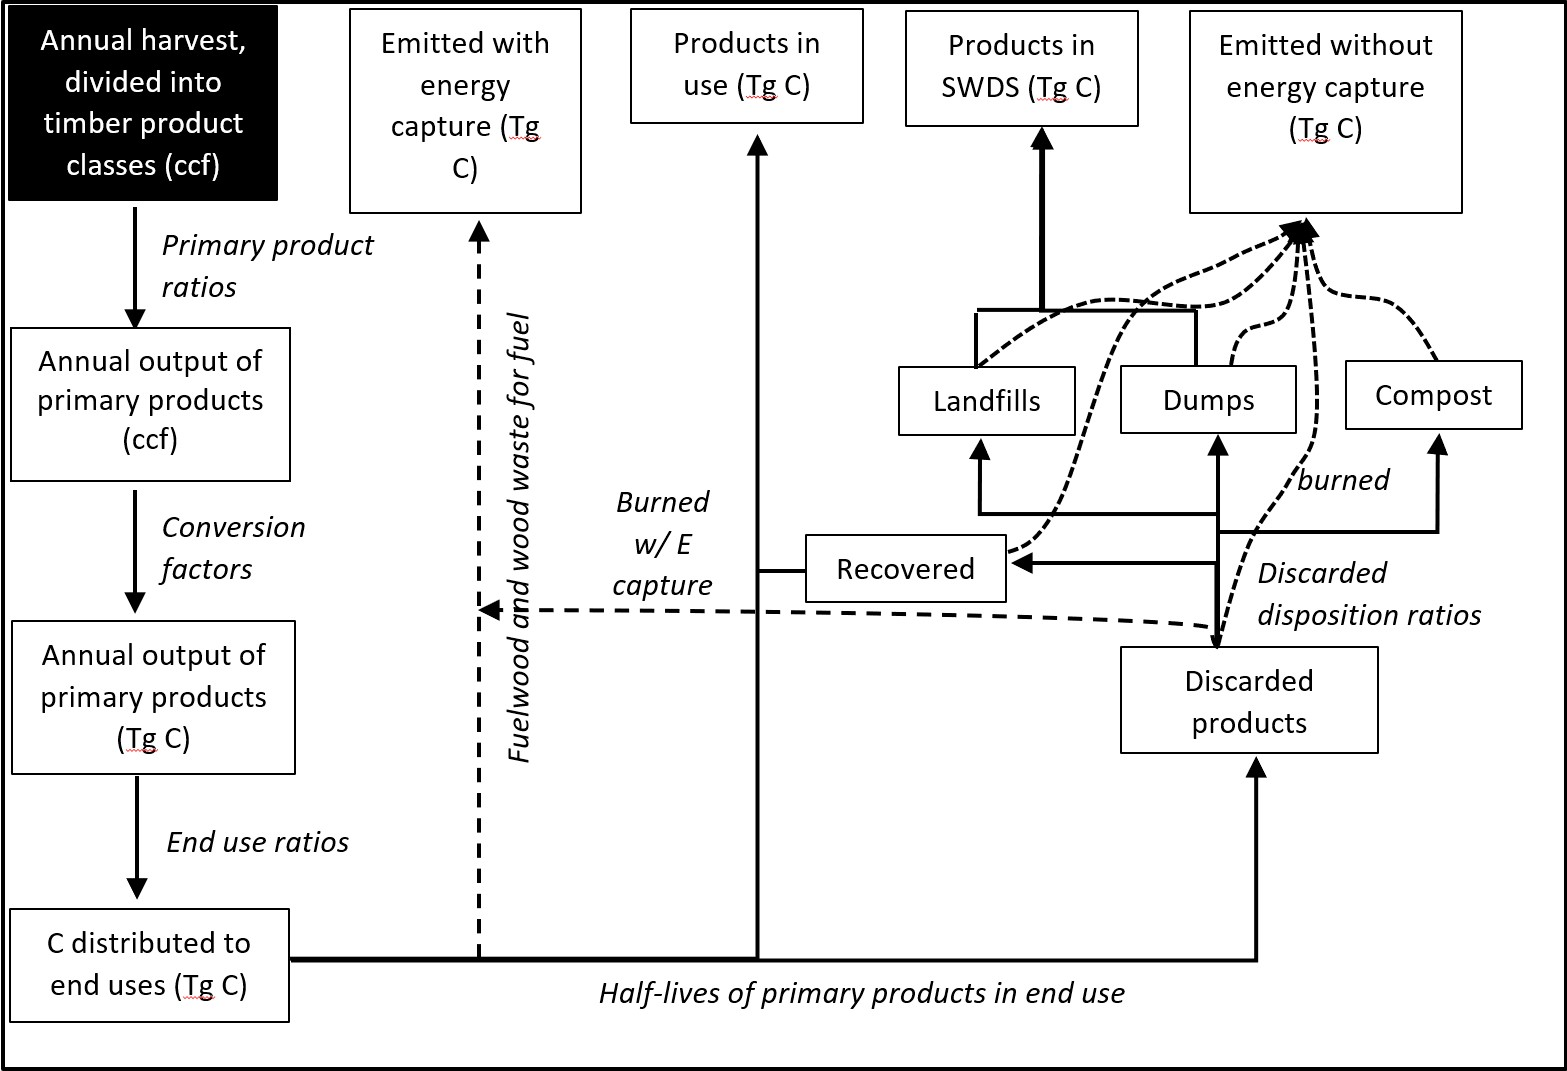 Annual harvest,
divided into
timber product
classes (ccf)
Emitted with
energy
capture (Tg
C)
Products in
use (Tg C)
Products in
SWDS (Tg C)
Emitted without
energy capture
(Tg C)
Primary product
ratios
Annual output of
primary products
(ccf)
Conversion
factors
Annual output of
primary products
(Tg C)
End use ratios
C distributed to
end uses (Tg C)
Fuelwood and wood waste for fuel
Burned
w/ E
capture
Landfills
Dumps
Compost
burned
Recovered
Discarded
disposition ratios
Discarded
products
Half-lives of primary products in end use